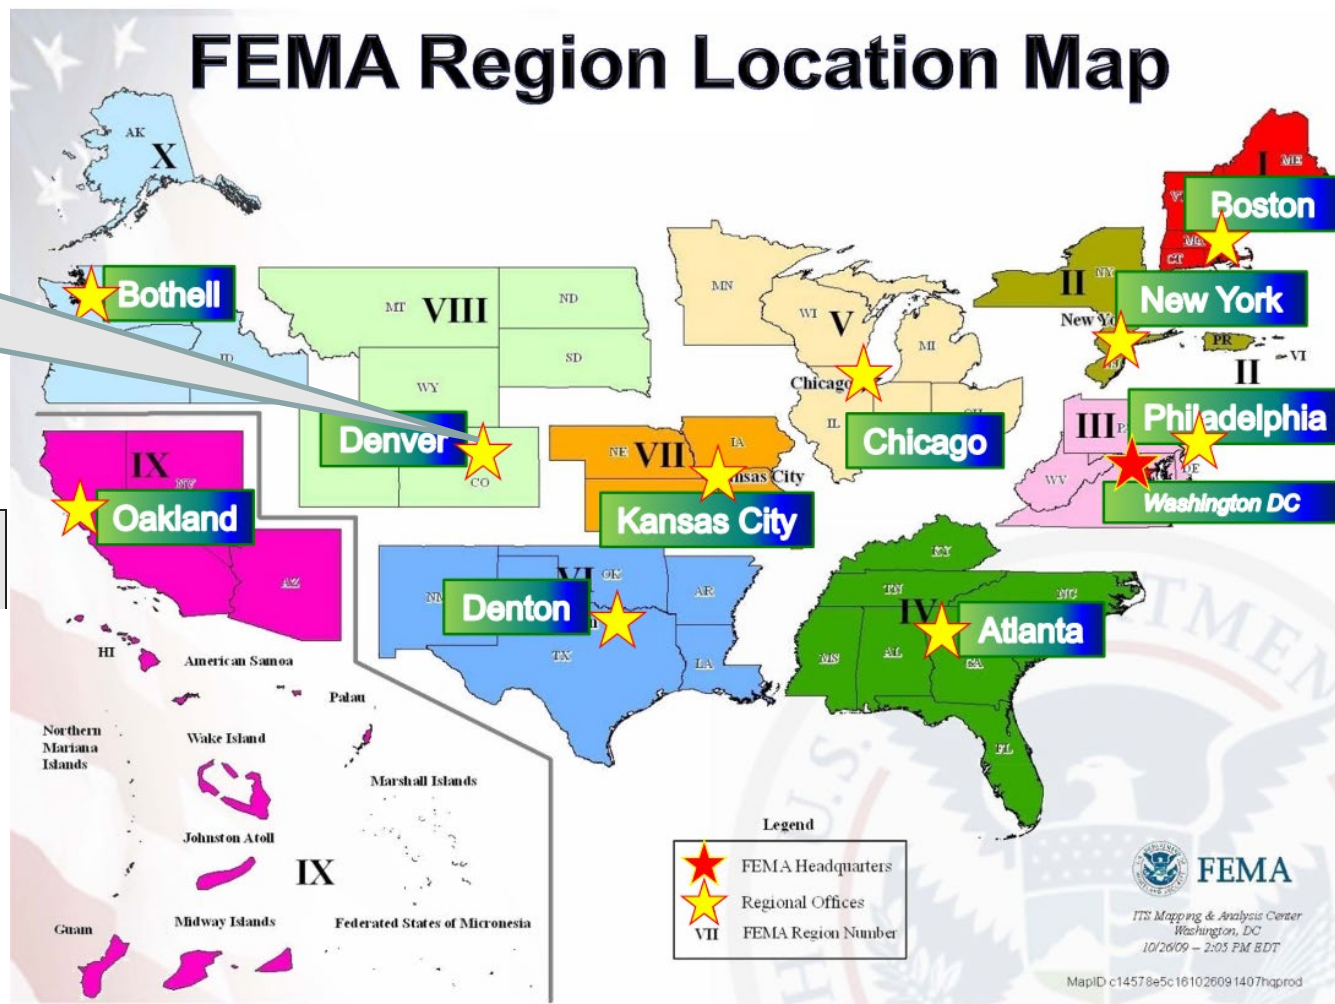 FEMA Region Location Map
AK
X
I
ME
Boston
CT
Bothell
ID
MT
VIII
ND
SD
WY
MN
WI
V
MI
II
NY
New York
PR
VI
II
Chicago
IL
Chicago
Denver
CO
NE
VII
IA
Kansas City
III
Philadelphia
DE
WV
Washington DC
IX
NV
Oakland
AZ
VI
OK
AR
Denton
TX
LA
KY
TN
NC
IV
Atlanta
MS
AL
GA
FL
HI
American Samoa
Palau
Northern
Mariana
Islands
Wake Island
Marshall Islands
Johnston Atoll
IX
Guam
Midway Islands
Federated States of Micronesia
Legend
FEMA Headquarters
Regional Offices
VII
FEMA Region Number
FEMA
ITS Mapping & Analysis Center
Washington, DC
10/26/09 – 2:05 PM EDT
MapID c14578e5c161026091407hqprod